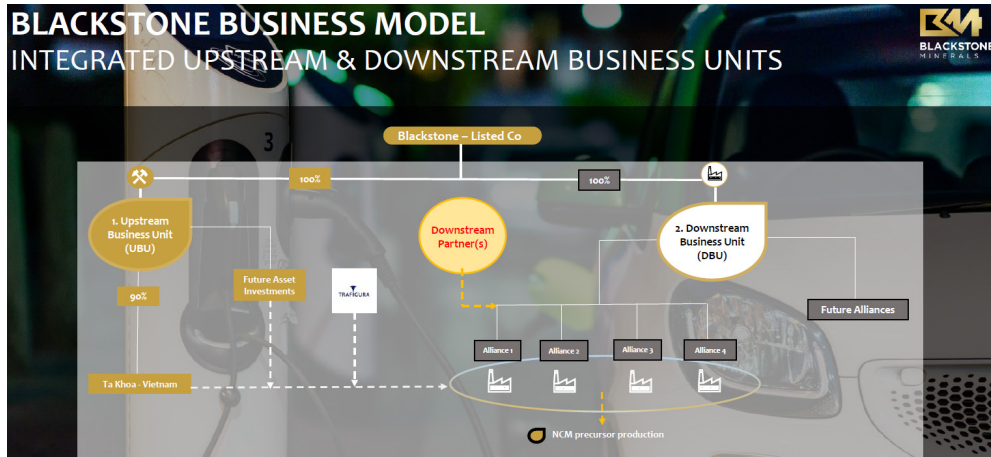 BLACKSTONE BUSINESS MODEL
INTEGRATED UPSTREAM & DOWNSTREAM BUSINESS UNITS
BLACKSTONE
MINERALS
3
Blackstone – Listed Co
100%
100%
1. Upstream
Business Unit
(UBU)
Downstream
Partner(s)
2. Downstream
Business Unit
(DBU)
90%
Future Asset
Investments
TRAFIGURA
Future Alliances
Alliance 1
Alliance 2
Alliance 3
Alliance 4
Ta Khoa - Vietnam
NCM precursor production